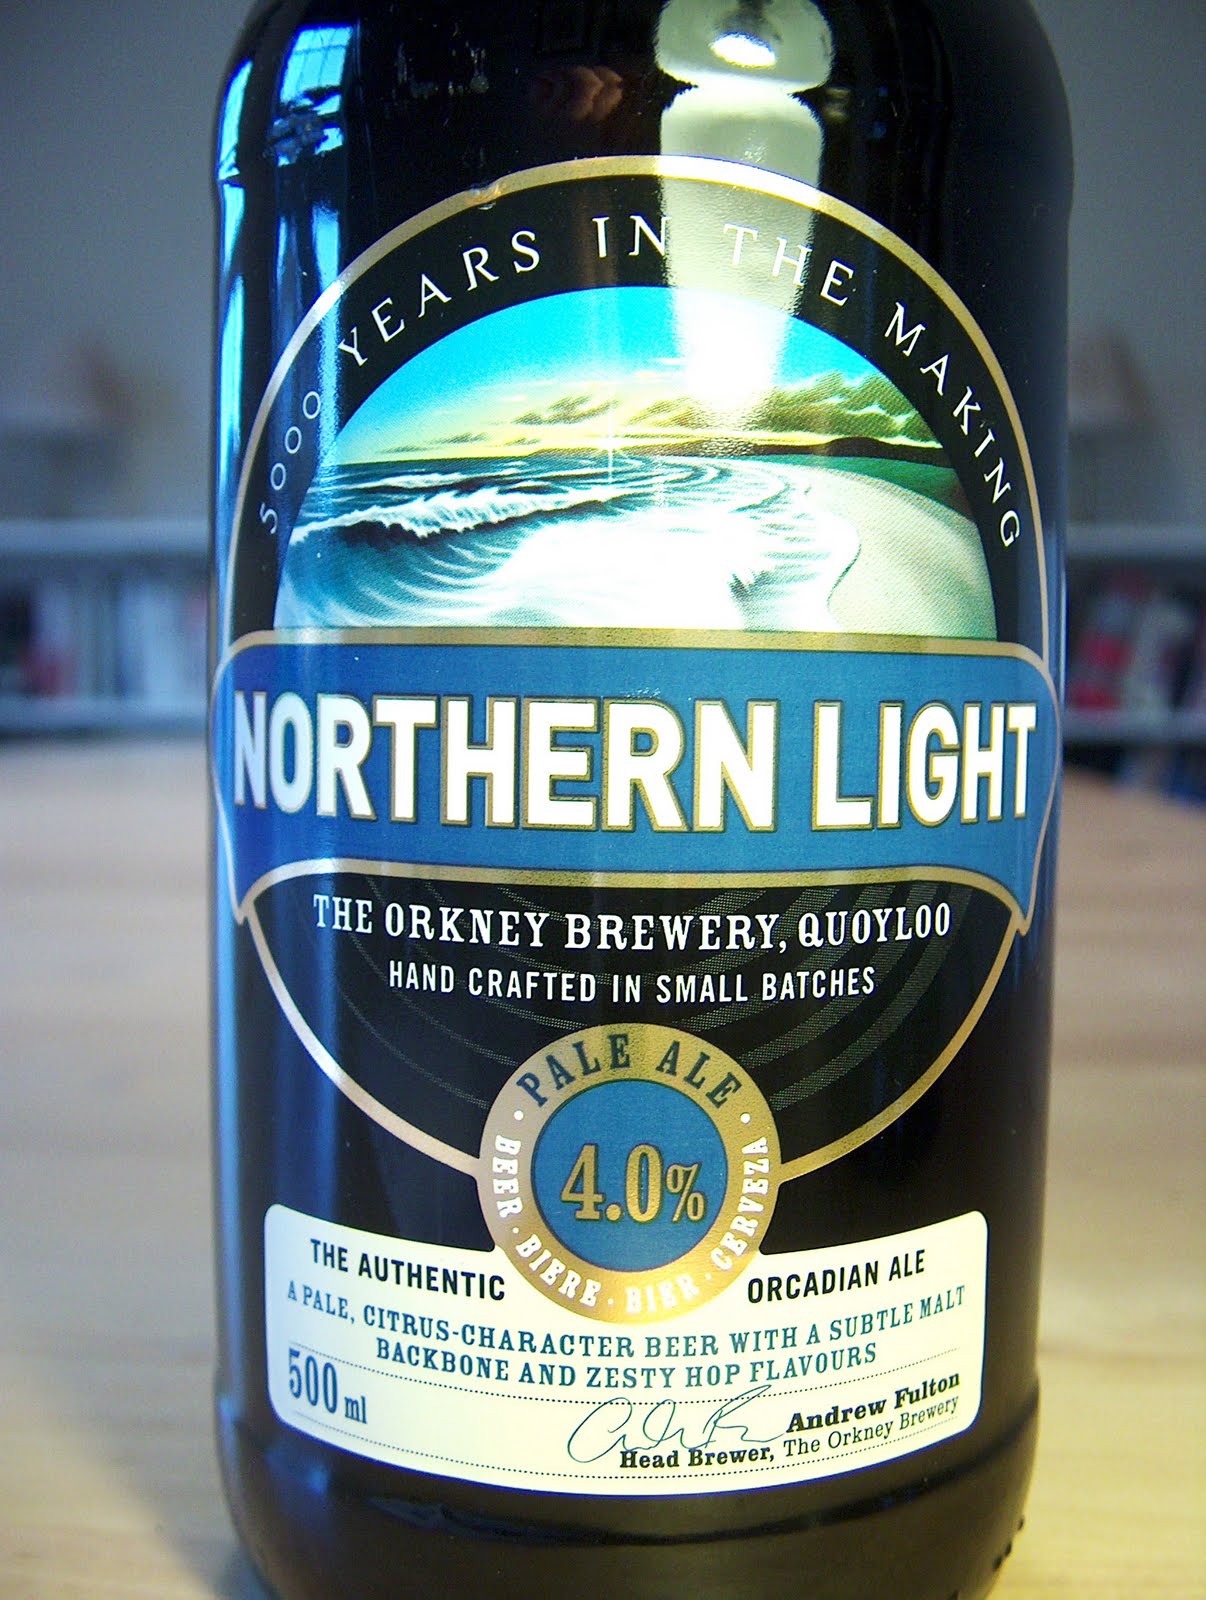 5000 YEARS IN THE MAKING
NORTHERN LIGHT
THE ORKNEY BREWERY, QUOYLOO
HAND CRAFTED IN SMALL BATCHES
PALE ALE
· BEER · BIERE · BIER · CERVEZA ·
4.0%
THE AUTHENTIC ORCADIAN ALE
A PALE, CITRUS-CHARACTER BEER WITH A SUBTLE MALT
BACKBONE AND ZESTY HOP FLAVOURS
500 ml
Andrew Fulton
Head Brewer, The Orkney Brewery